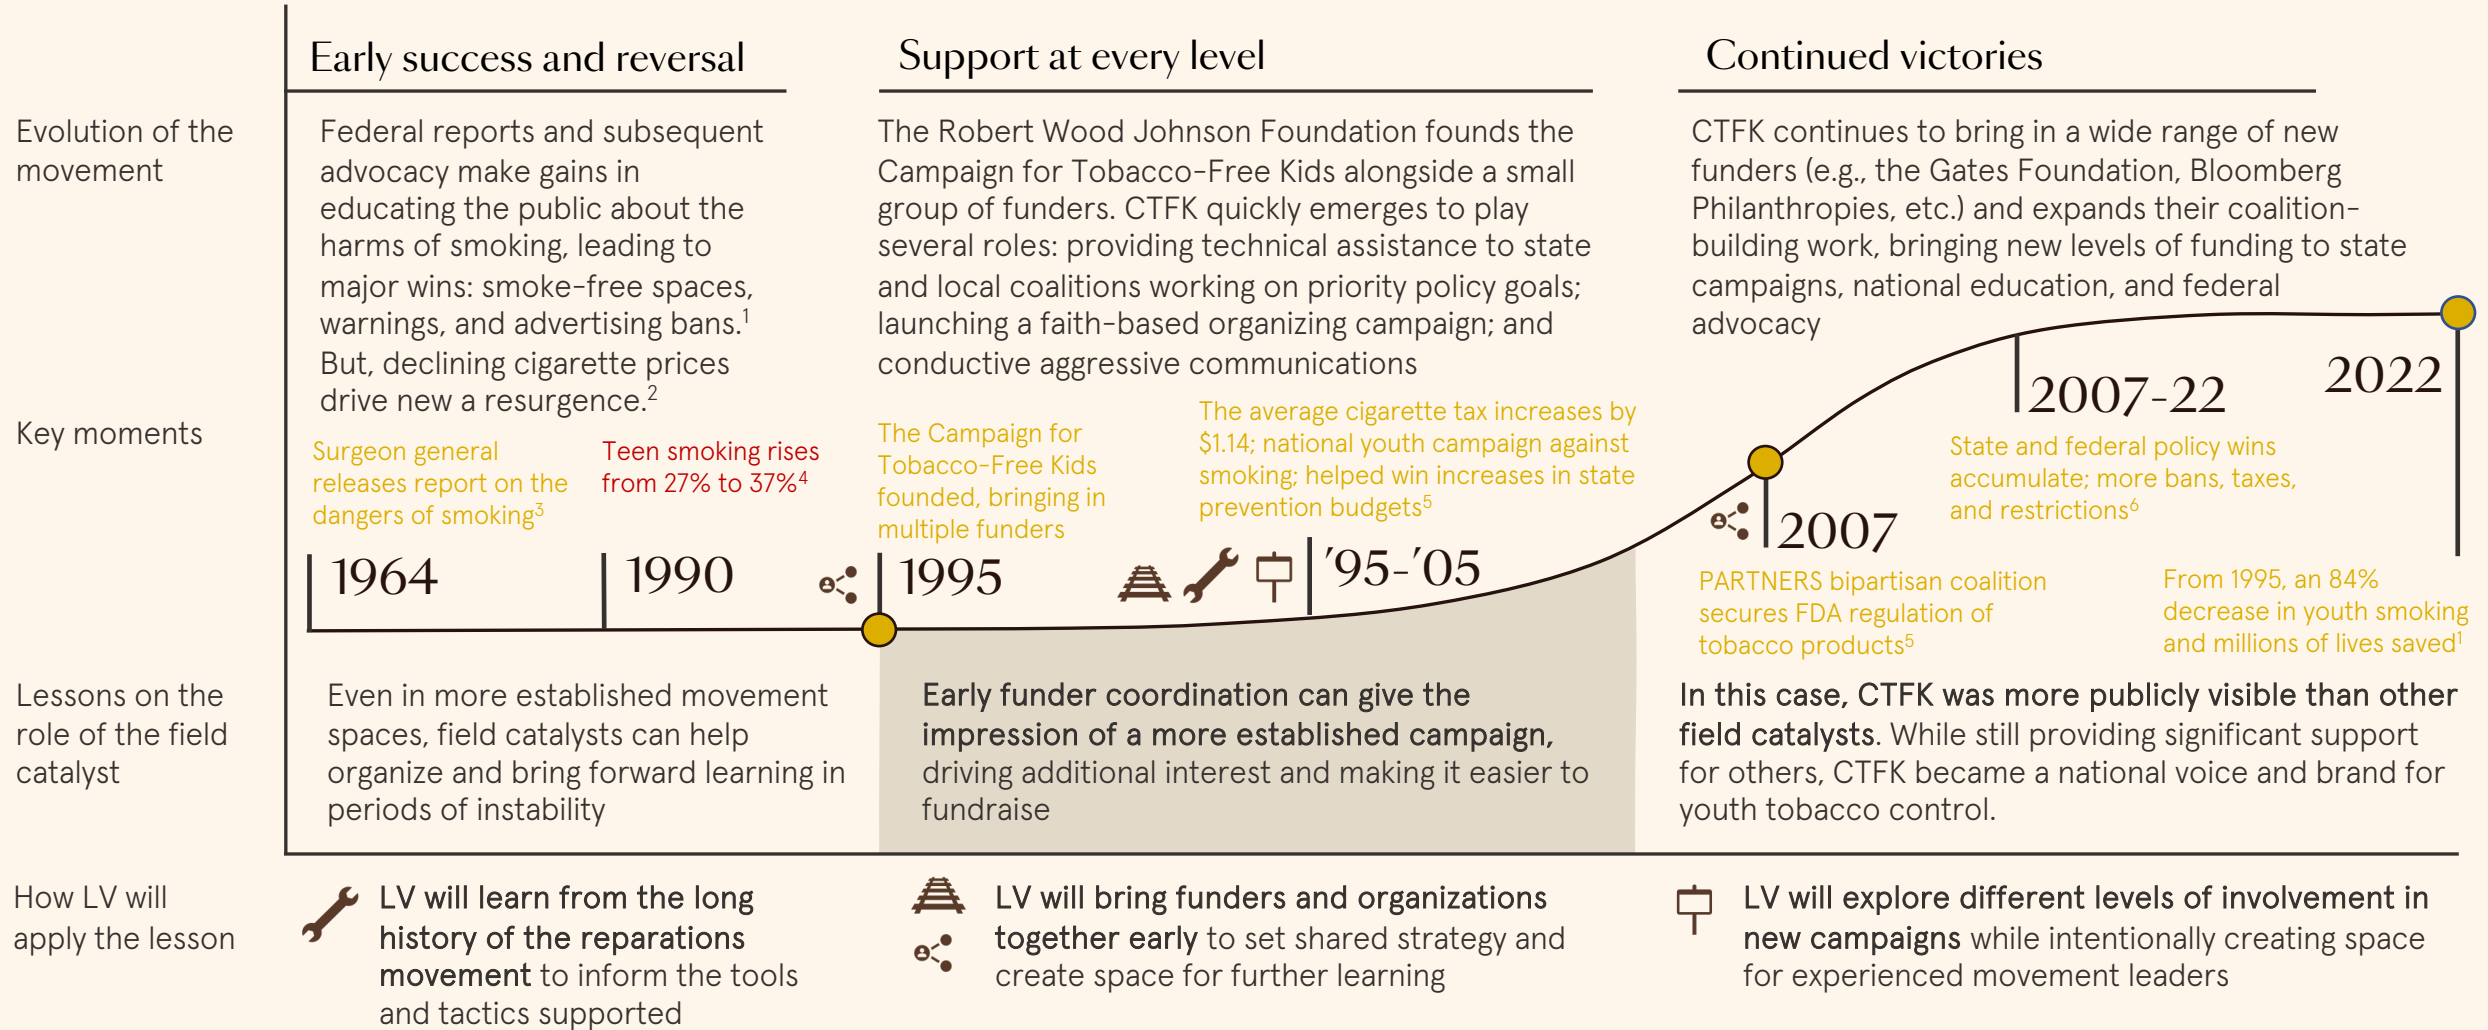 Early success and reversal
Support at every level
Continued victories
Evolution of the
movement
Federal reports and subsequent
advocacy make gains in
educating the public about the
harms of smoking, leading to
major wins: smoke-free spaces,
warnings, and advertising bans.1
But, declining cigarette prices
drive new a resurgence.2
The Robert Wood Johnson Foundation founds the
Campaign for Tobacco-Free Kids alongside a small
group of funders. CTFK quickly emerges to play
several roles: providing technical assistance to state
and local coalitions working on priority policy goals;
launching a faith-based organizing campaign; and
conductive aggressive communications
CTFK continues to bring in a wide range of new
funders (e.g., the Gates Foundation, Bloomberg
Philanthropies, etc.) and expands their coalition-
building work, bringing new levels of funding to state
campaigns, national education, and federal
advocacy
Key moments
Surgeon general
releases report on the
dangers of smoking3
1964
Teen smoking rises
from 27% to 37%4
1990
The Campaign for
Tobacco-Free Kids
founded, bringing in
multiple funders
1995
The average cigarette tax increases by
$1.14; national youth campaign against
smoking; helped win increases in state
prevention budgets5
'95-'05
2007
PARTNERS bipartisan coalition
secures FDA regulation of
tobacco products5
2007-22
State and federal policy wins
accumulate; more bans, taxes,
and restrictions6
2022
From 1995, an 84%
decrease in youth smoking
and millions of lives saved1
Lessons on the
role of the field
catalyst
Even in more established movement
spaces, field catalysts can help
organize and bring forward learning in
periods of instability
Early funder coordination can give the
impression of a more established campaign,
driving additional interest and making it easier to
fundraise
In this case, CTFK was more publicly visible than other
field catalysts. While still providing significant support
for others, CTFK became a national voice and brand for
youth tobacco control.
How LV will
apply the lesson
LV will learn from the long
history of the reparations
movement to inform the tools
and tactics supported
LV will bring funders and organizations
together early to set shared strategy and
create space for further learning
LV will explore different levels of involvement in
new campaigns while intentionally creating space
for experienced movement leaders